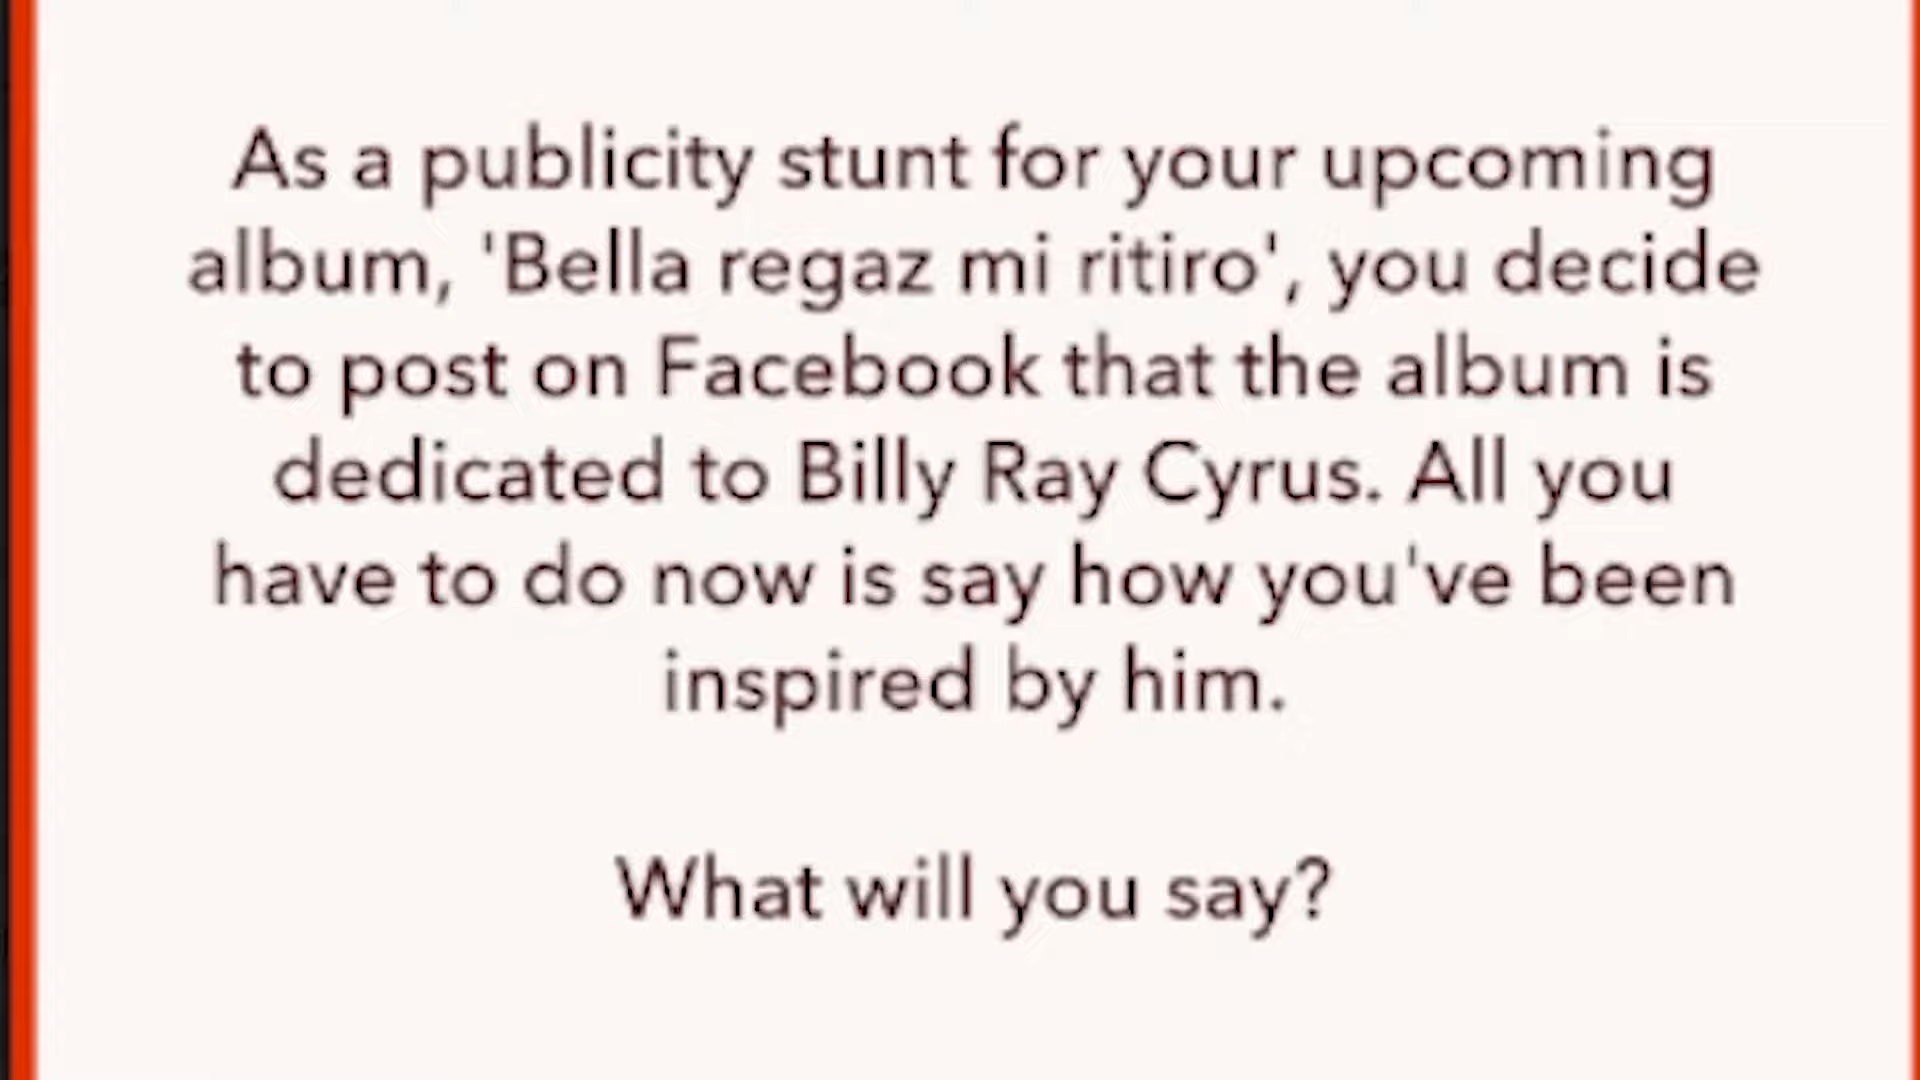 As a publicity stunt for your upcoming
album, 'Bella regaz mi ritiro', you decide
to post on Facebook that the album is
dedicated to Billy Ray Cyrus. All you
have to do now is say how you've been
inspired by him.
What will you say?